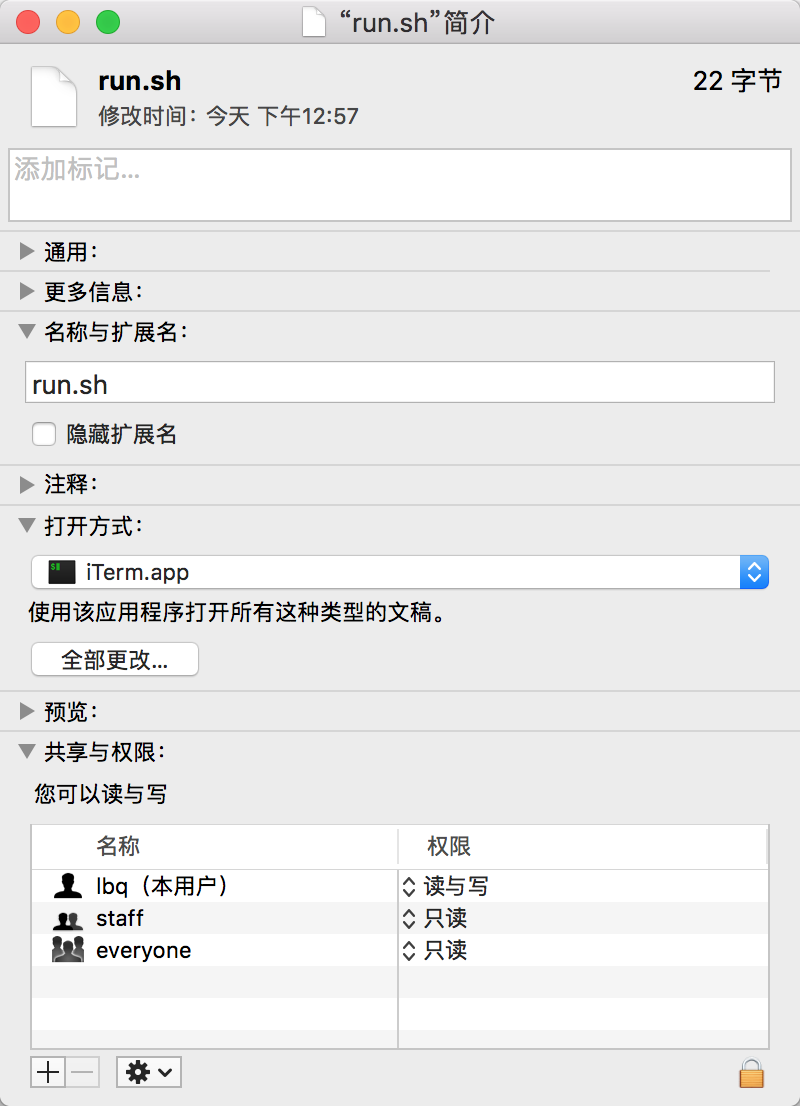 “run.sh”简介
run.sh
22 字节
修改时间：今天 下午12:57
添加标记...
通用：
更多信息：
名称与扩展名：
run.sh
隐藏扩展名
注释：
打开方式：
iTerm.app
使用该应用程序打开所有这种类型的文稿。
全部更改...
预览：
共享与权限：
您可以读与写
名称 权限
lbq（本用户） 读与写
staff 只读
everyone 只读